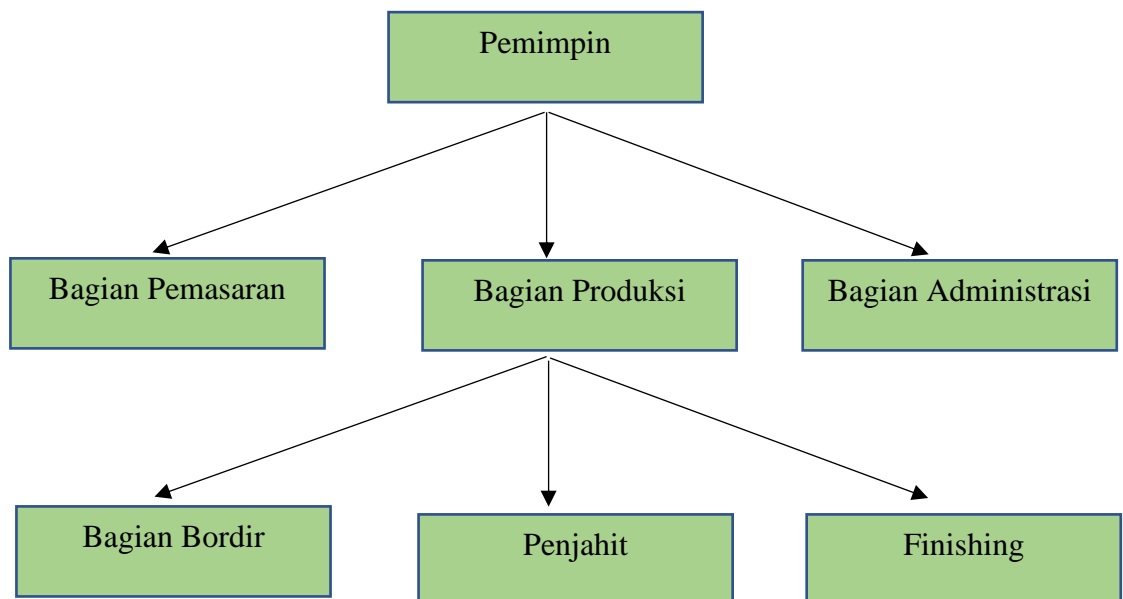 Pemimpin
Bagian Pemasaran
Bagian Produksi
Bagian Administrasi
Bagian Bordir
Penjahit
Finishing